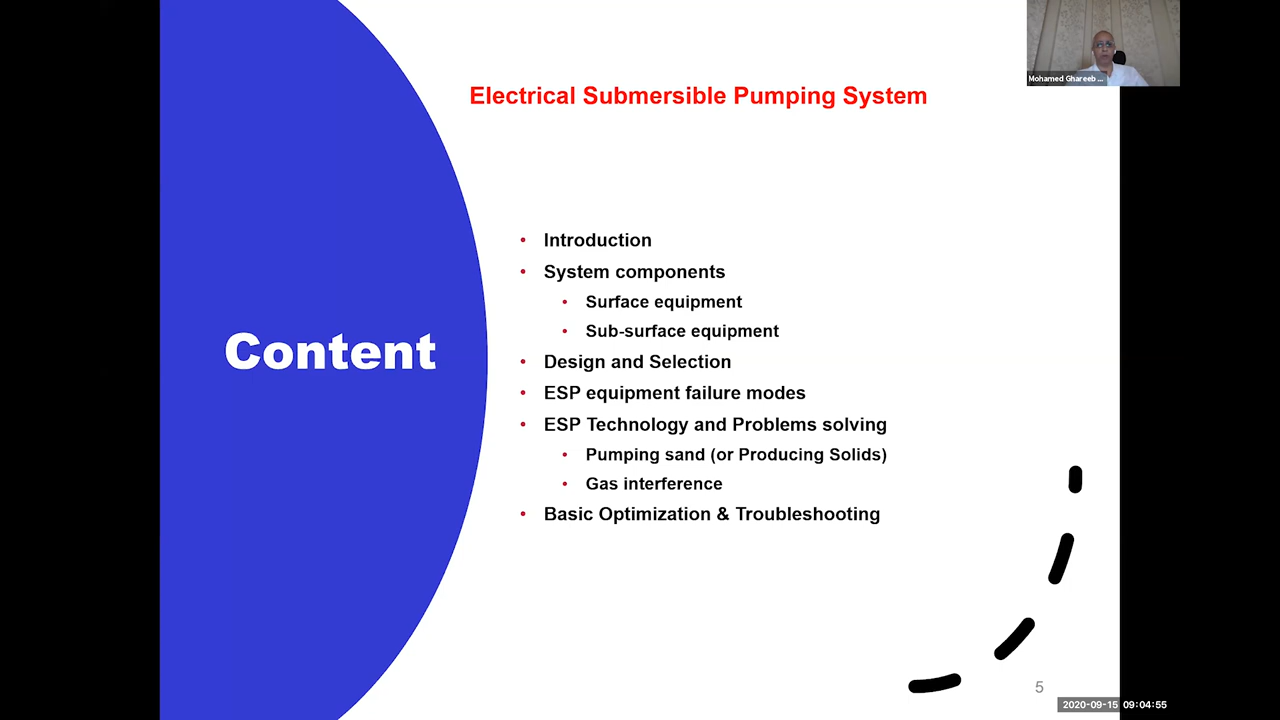 Mohamed Ghareeb ...
Electrical Submersible Pumping System
Content
• Introduction
• System components
• Surface equipment
• Sub-surface equipment
• Design and Selection
• ESP equipment failure modes
• ESP Technology and Problems solving
• Pumping sand (or Producing Solids)
• Gas interference
• Basic Optimization & Troubleshooting
5
2020-09-15 09:04:55